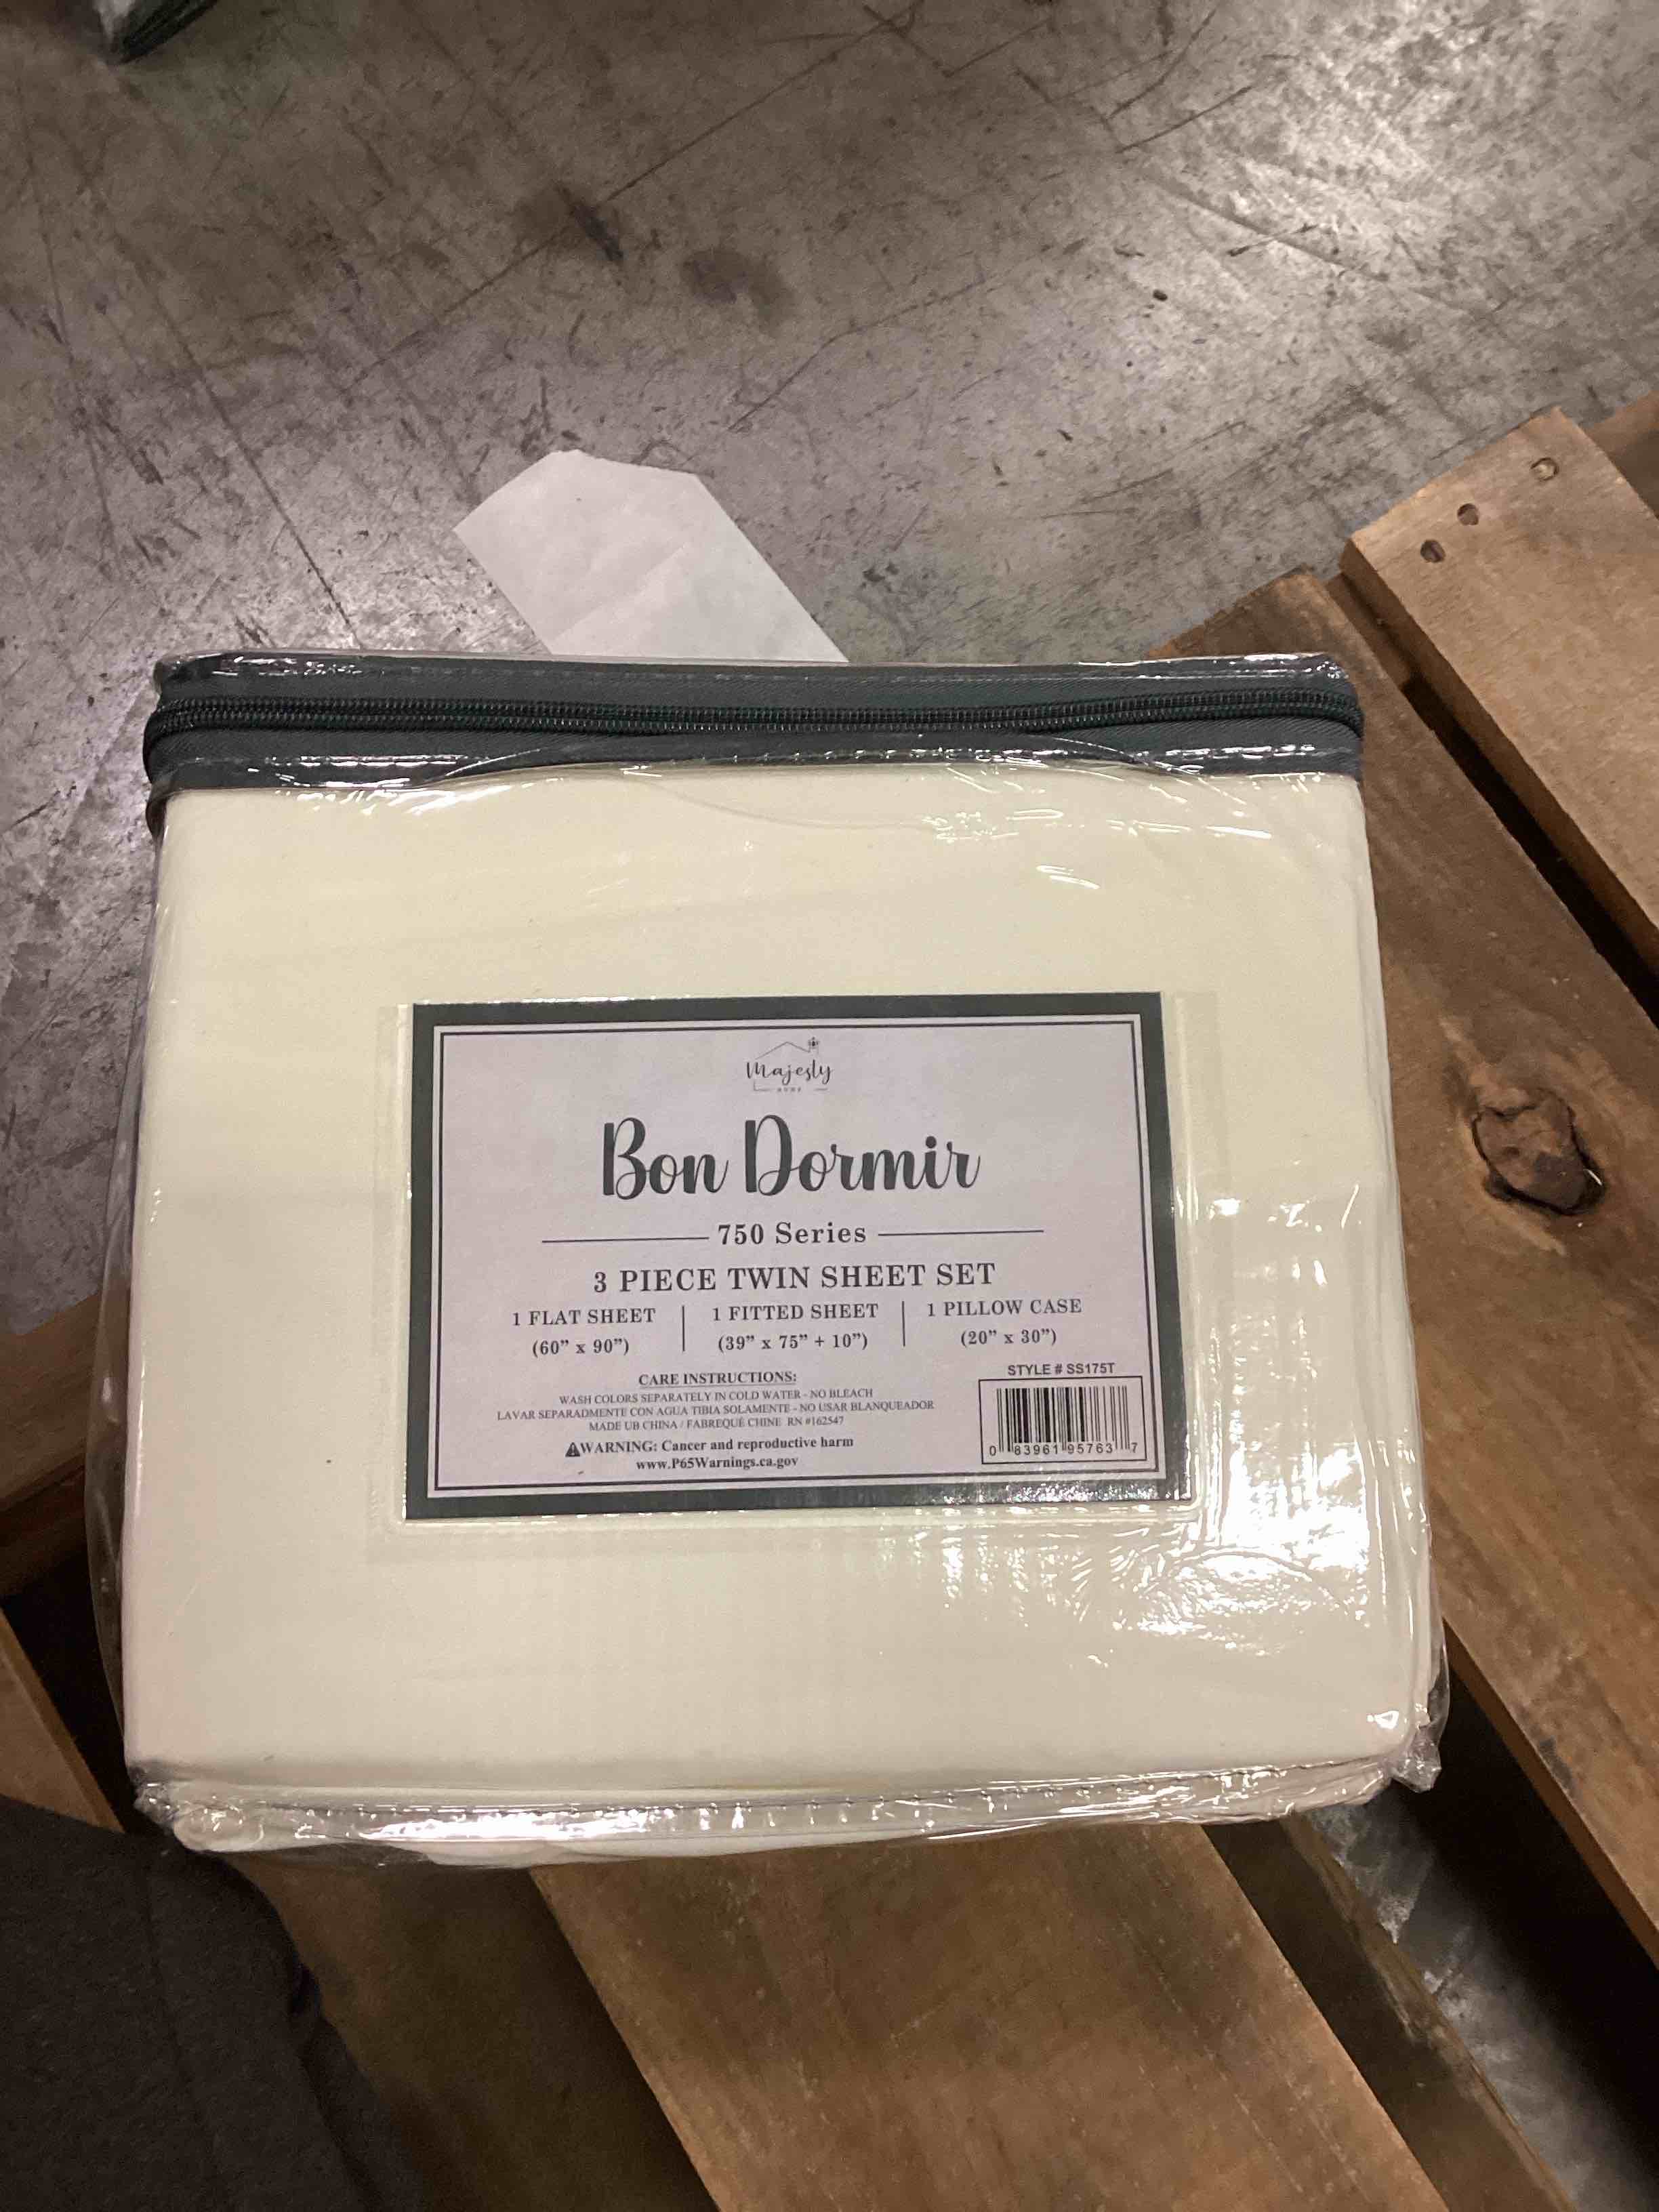 Majesty
HOME
Bon Dormir
750 Series
3 PIECE TWIN SHEET SET
1 FLAT SHEET | 1 FITTED SHEET | 1 PILLOW CASE
(60” x 90”) (39” x 75” + 10”) (20” x 30”)
STYLE # SS175T
CARE INSTRUCTIONS:
WASH COLORS SEPARATELY IN COLD WATER - NO BLEACH
LAVAR SEPARADMENTE CON AGUA TIBIA SOLAMENTE - NO USAR BLANQUEADOR
MADE UB CHINA / FABREQUÉ CHINE RN #162547
⚠WARNING: Cancer and reproductive harm
www.P65Warnings.ca.gov
0 83961 95763 7